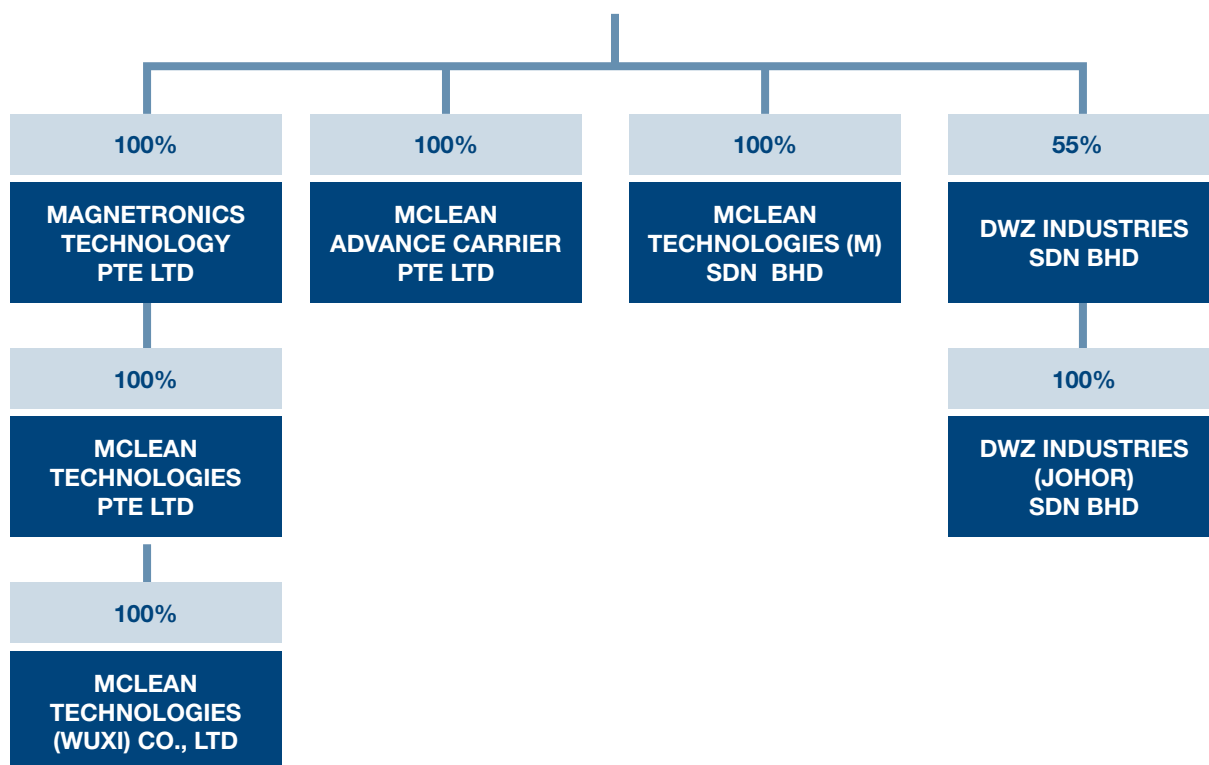 100%
MAGNETRONICS
TECHNOLOGY
PTE LTD
100%
MCLEAN
ADVANCE CARRIER
PTE LTD
100%
MCLEAN
TECHNOLOGIES (M)
SDN BHD
55%
DWZ INDUSTRIES
SDN BHD
100%
MCLEAN
TECHNOLOGIES
PTE LTD
100%
DWZ INDUSTRIES
(JOHOR)
SDN BHD
100%
MCLEAN
TECHNOLOGIES
(WUXI) CO., LTD